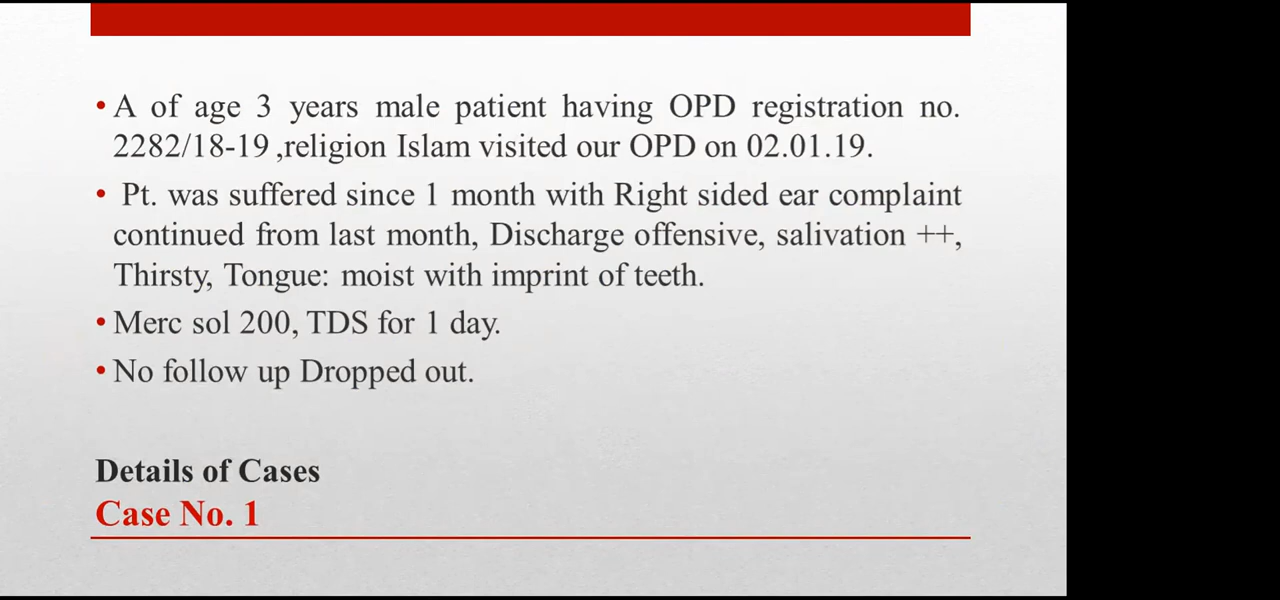 • A of age 3 years male patient having OPD registration no.
2282/18-19 ,religion Islam visited our OPD on 02.01.19.
• Pt. was suffered since 1 month with Right sided ear complaint
continued from last month, Discharge offensive, salivation ++,
Thirsty, Tongue: moist with imprint of teeth.
• Merc sol 200, TDS for 1 day.
• No follow up Dropped out.
Details of Cases
Case No. 1